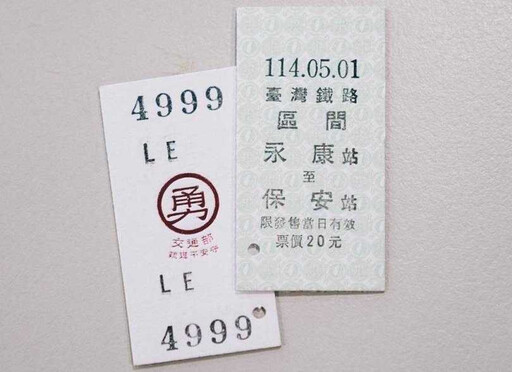 4999
LE
勇
交通部
LE
4999
114.05.01
臺灣鐵路
區間
永康站
至
保安站
限發售當日有效
票價20元